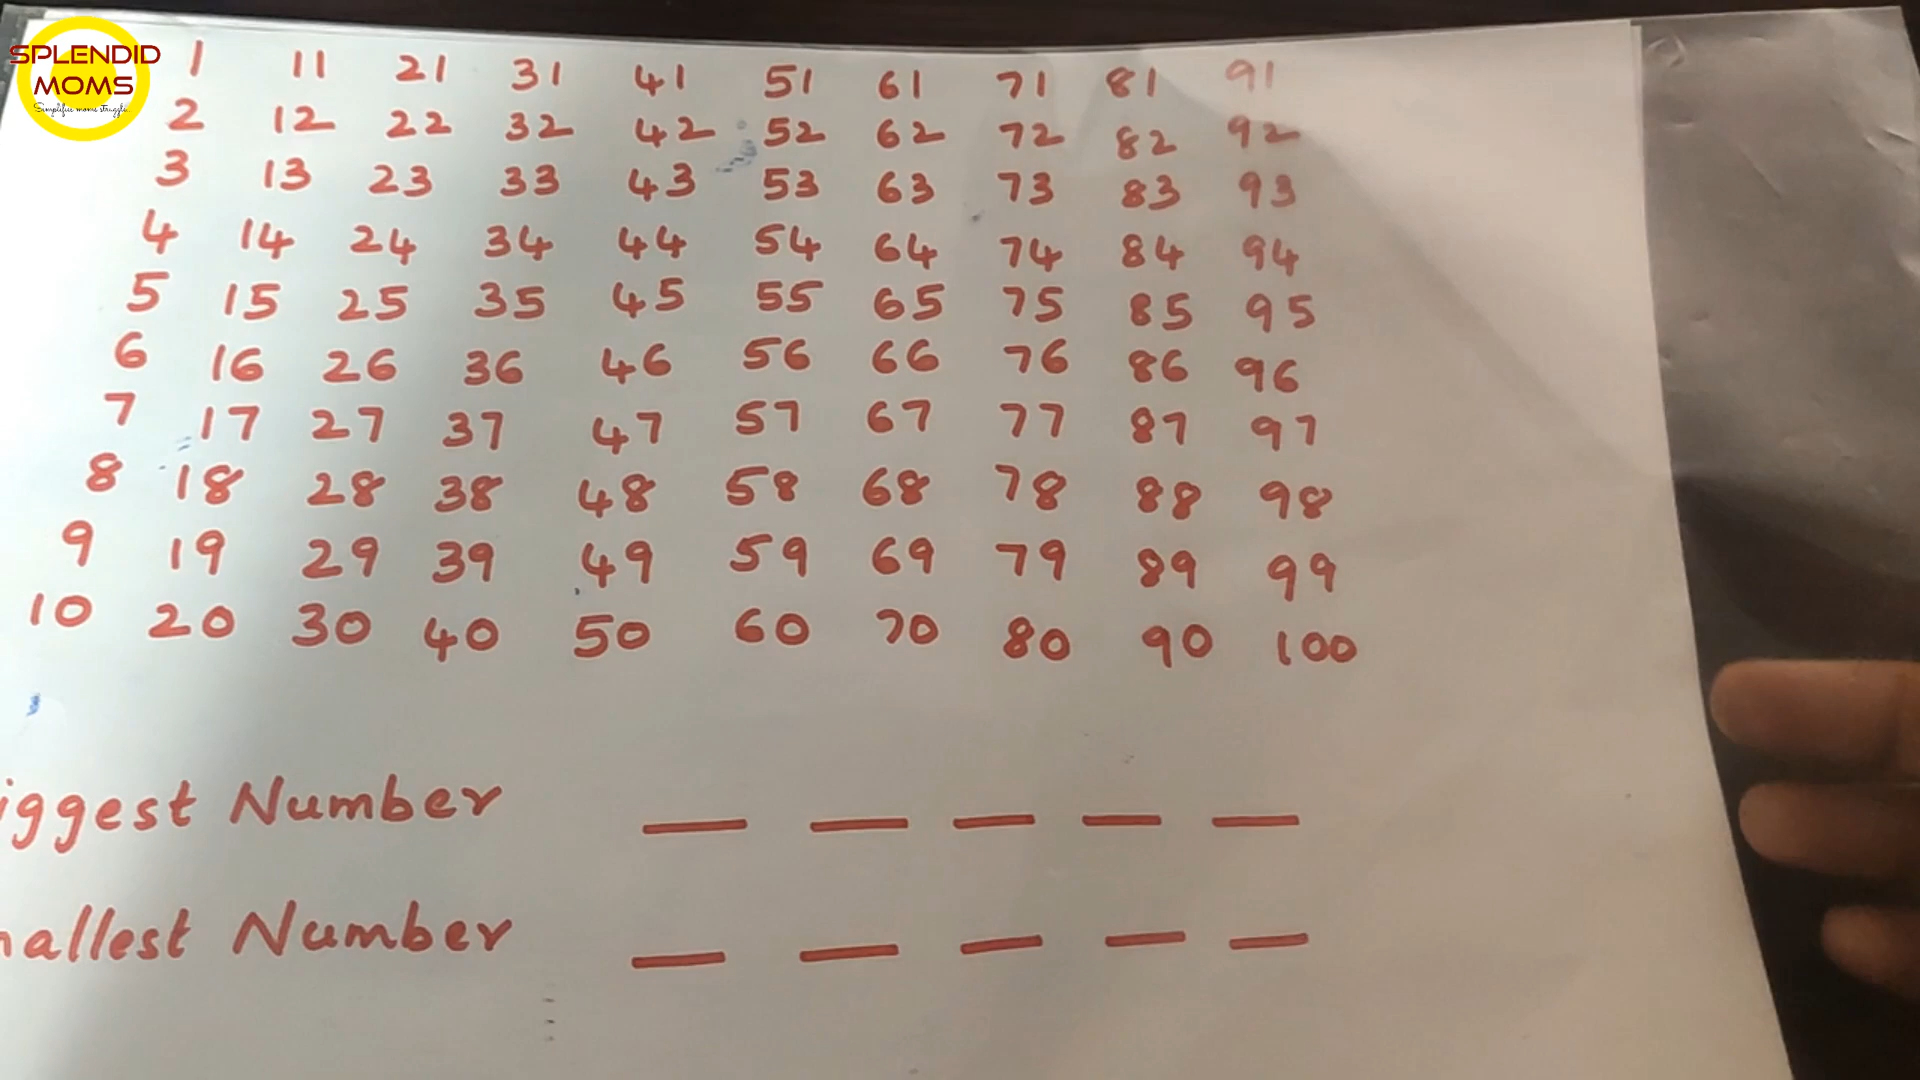 SPLENDID
MOMS
Simplifies moms struggle..
1 11 21 31 41 51 61 71 81 91
2 12 22 32 42 52 62 72 82 92
3 13 23 33 43 53 63 73 83 93
4 14 24 34 44 54 64 74 84 94
5 15 25 35 45 55 65 75 85 95
6 16 26 36 46 56 66 76 86 96
7 17 27 37 47 57 67 77 87 97
8 18 28 38 48 58 68 78 88 98
9 19 29 39 49 59 69 79 89 99
10 20 30 40 50 60 70 80 90 100
iggest Number
mallest Number